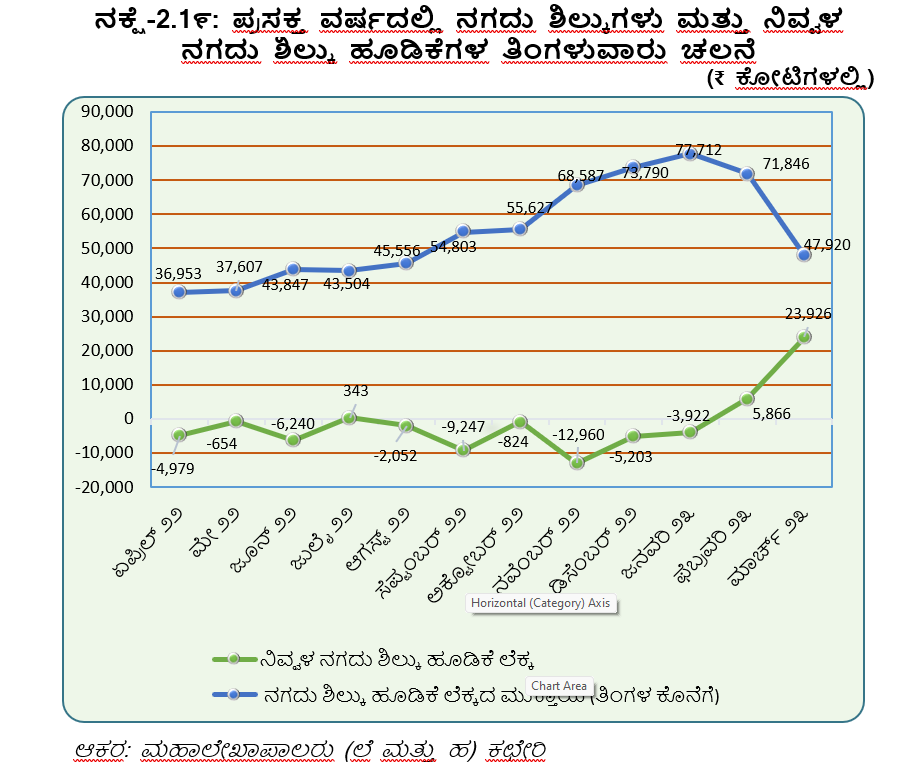 ನಕ್ಷೆ-2.1೯: ಪ್ರಸಕ್ತ ವರ್ಷದಲ್ಲಿ ನಗದು ಶಿಲ್ಕುಗಳು ಮತ್ತು ನಿವ್ವಳ
ನಗದು ಶಿಲ್ಕು ಹೂಡಿಕೆಗಳ ತಿಂಗಳುವಾರು ಚಲನೆ
(₹ ಕೋಟಿಗಳಲ್ಲಿ)
90,000
80,000
70,000
60,000
50,000
40,000
30,000
20,000
10,000
0
-10,000
-20,000
36,953
37,607
43,847
43,504
45,556
54,803
55,627
68,587
73,790
77,712
71,846
47,920
-4,979
-654
-6,240
343
-2,052
-9,247
-824
-12,960
-5,203
-3,922
5,866
23,926
ಏಪ್ರಿಲ್ ೨೨
ಮೇ ೨೨
ಜೂನ್ ೨೨
ಜುಲೈ ೨೨
ಆಗಸ್ಟ್ ೨೨
ಸೆಪ್ಟಂಬರ್ ೨೨
ಅಕ್ಟೋಬರ್ ೨೨
ನವೆಂಬರ್ ೨೨
ಡಿಸೆಂಬರ್ ೨೨
ಜನವರಿ ೨೩
ಫೆಬ್ರವರಿ ೨೩
ಮಾರ್ಚ್ ೨೩
Horizontal (Category) Axis
ನಿವ್ವಳ ನಗದು ಶಿಲ್ಕು ಹೂಡಿಕೆ ಲೆಕ್ಕ
Chart Area
ನಗದು ಶಿಲ್ಕು ಹೂಡಿಕೆ ಲೆಕ್ಕದ (ತಿಂಗಳ ಕೊನೆಗೆ)
ಆಕರ: ಮಹಾಲೇಖಾಪಾಲರು (ಲೆ ಮತ್ತು ಹ) ಕಛೇರಿ